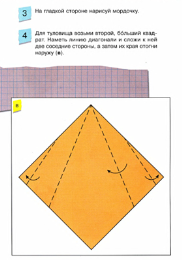 3 На гладкой стороне нарисуй мордочку.
4 Для туловища возьми второй, больший квад-
рат. Наметь линию диагонали и сложи к ней
две соседние стороны, а затем их края отогни
наружу (в).
в